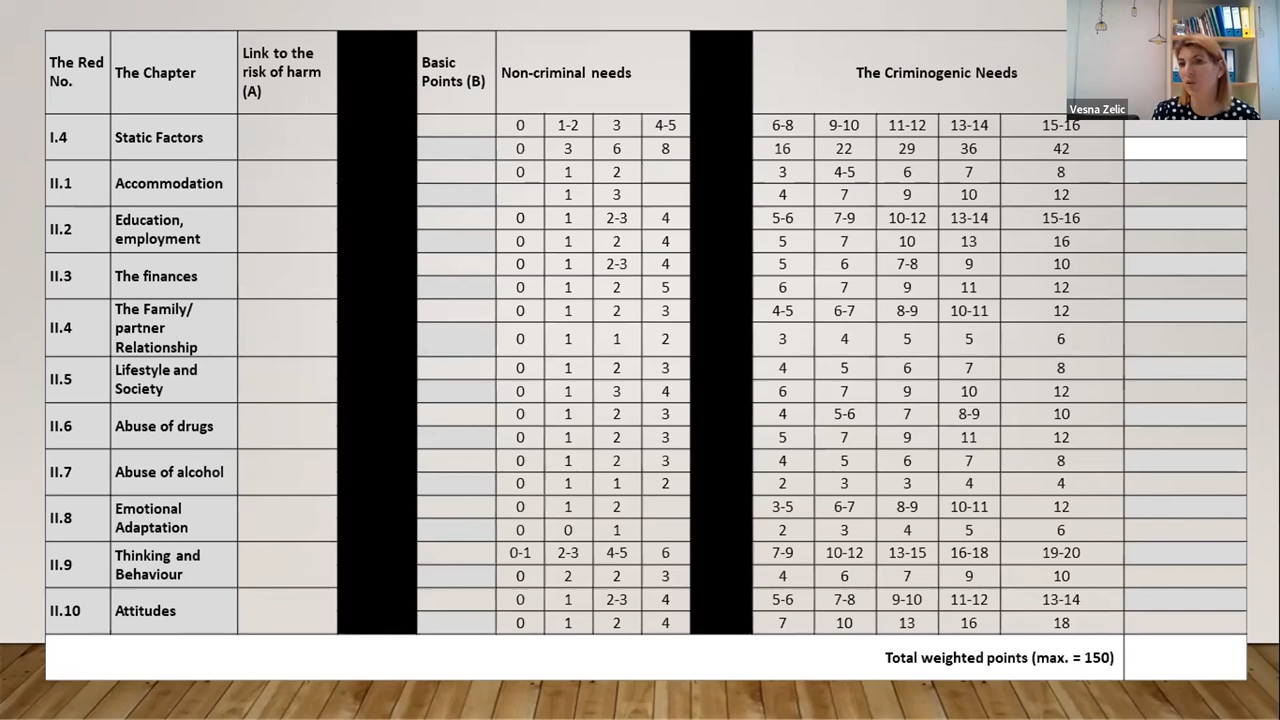 The Red No. The Chapter Link to the risk of harm (A) Basic Points (B) Non-criminal needs The Criminogenic Needs
Vesna Zelic
I.4 Static Factors 0 1-2 3 4-5 6-8 9-10 11-12 13-14 15-16
0 3 6 8 16 22 29 36 42
II.1 Accommodation 0 1 2 3 4-5 6 7 8
1 3 4 7 9 10 12
II.2 Education, employment 0 1 2-3 4 5-6 7-9 10-12 13-14 15-16
0 1 2 4 5 7 10 13 16
II.3 The finances 0 1 2-3 4 5 6 7-8 9 10
0 1 2 5 6 7 9 11 12
II.4 The Family/ partner Relationship 0 1 2 3 4-5 6-7 8-9 10-11 12
0 1 1 2 3 4 5 5 6
II.5 Lifestyle and Society 0 1 2 3 4 5 6 7 8
0 1 3 4 6 7 9 10 12
II.6 Abuse of drugs 0 1 2 3 4 5-6 7 8-9 10
0 1 2 3 5 7 9 11 12
II.7 Abuse of alcohol 0 1 2 3 4 5 6 7 8
0 1 1 2 2 3 3 4 4
II.8 Emotional Adaptation 0 1 2 3-5 6-7 8-9 10-11 12
0 0 1 2 3 4 5 6
II.9 Thinking and Behaviour 0-1 2-3 4-5 6 7-9 10-12 13-15 16-18 19-20
0 2 2 3 4 6 7 9 10
II.10 Attitudes 0 1 2-3 4 5-6 7-8 9-10 11-12 13-14
0 1 2 4 7 10 13 16 18
Total weighted points (max. = 150)